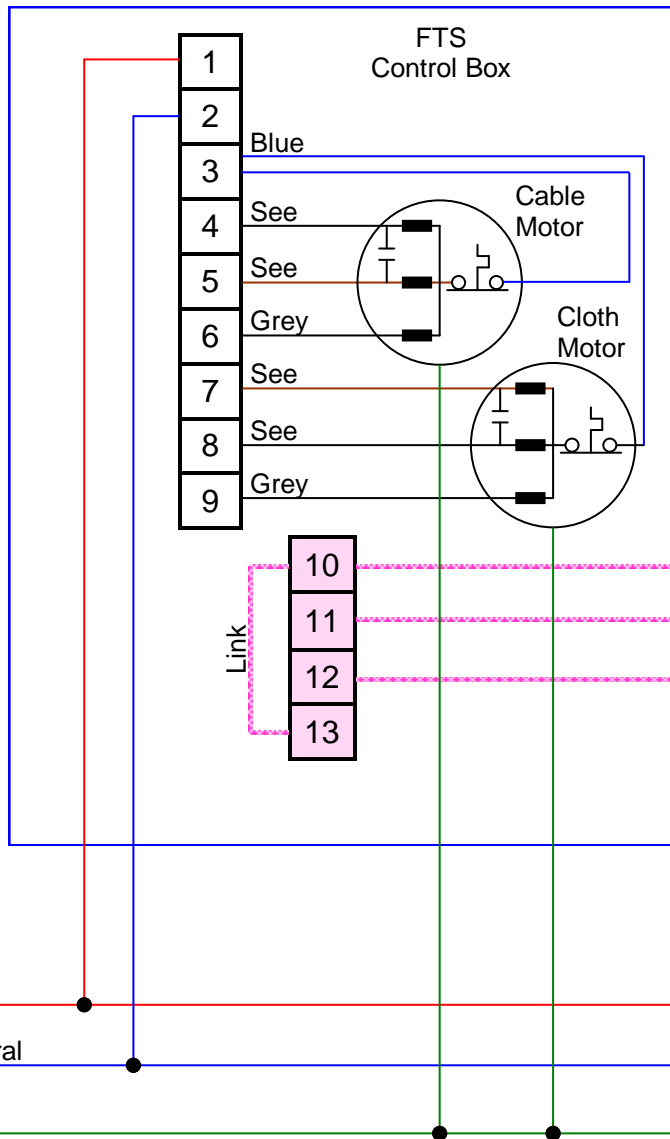 FTS
Control Box
1
2
Blue
3
Cable
Motor
See
4
See
5
Cloth
Motor
Grey
6
See
7
See
8
Grey
9
10
11
Link
12
13
ral